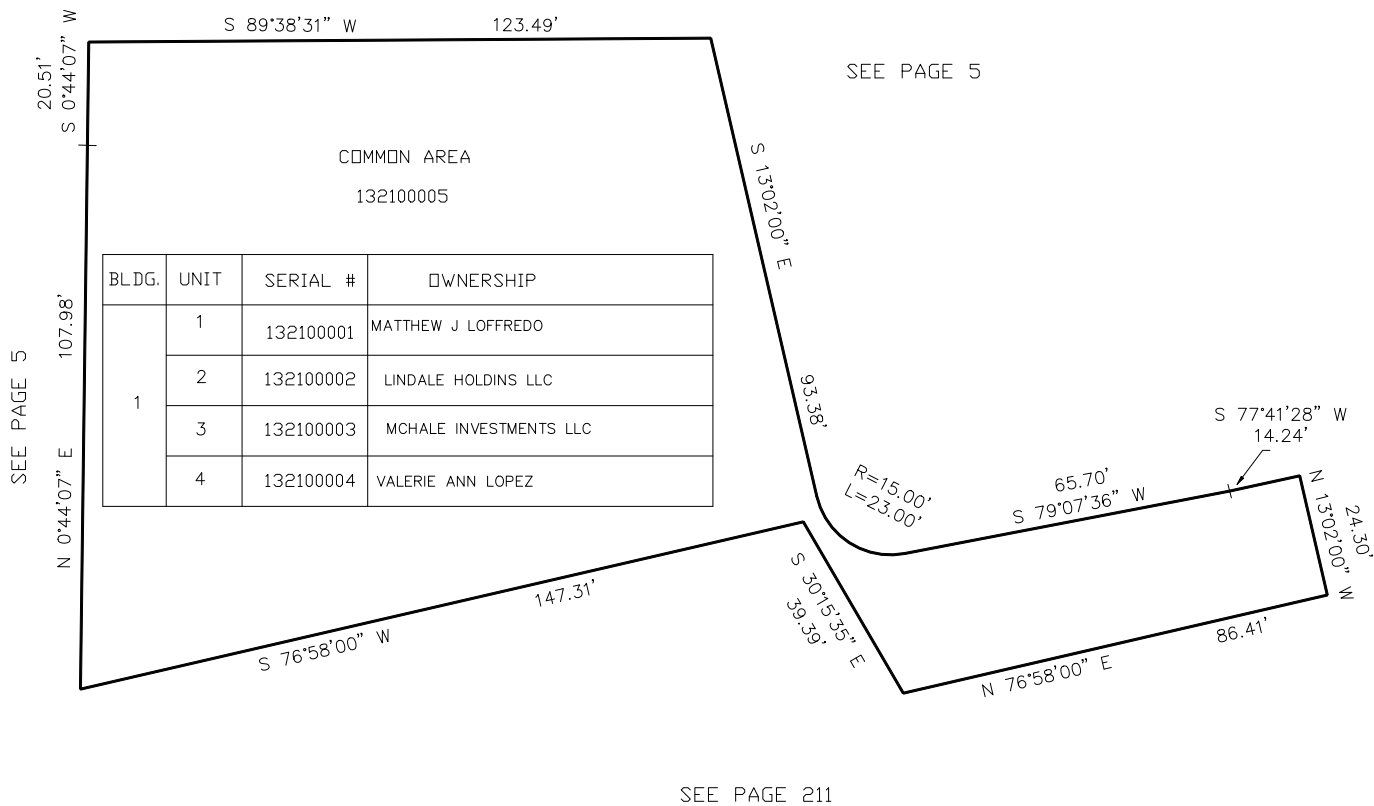 S 89°38'31" W 123.49'
20.51'
S 0°44'07" W
SEE PAGE 5
COMMON AREA
132100005
S 13°02'00" E
93.38'
BLDG. UNIT SERIAL # OWNERSHIP
1
1 132100001 MATTHEW J LOFFREDO
2 132100002 LINDALE HOLDINS LLC
3 132100003 MCHALE INVESTMENTS LLC
4 132100004 VALERIE ANN LOPEZ
SEE PAGE 5
107.98'
N 0°44'07" E
S 77°41'28" W
14.24'
R=15.00'
L=23.00'
65.70'
S 79°07'36" W
24.30'
N 13°02'00" W
147.31'
S 76°58'00" W
S 30°15'35" E
39.39'
86.41'
N 76°58'00" E
SEE PAGE 211